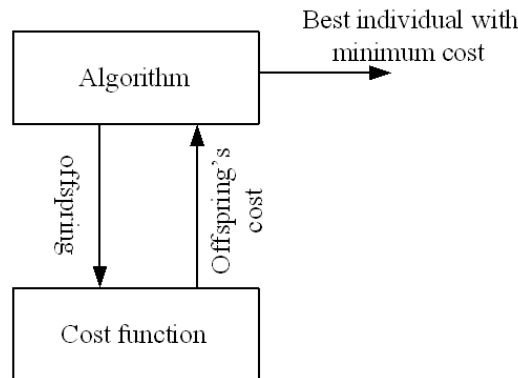 Best individual with
minimum cost
Algorithm
offspring
Offspring's
cost
Cost function